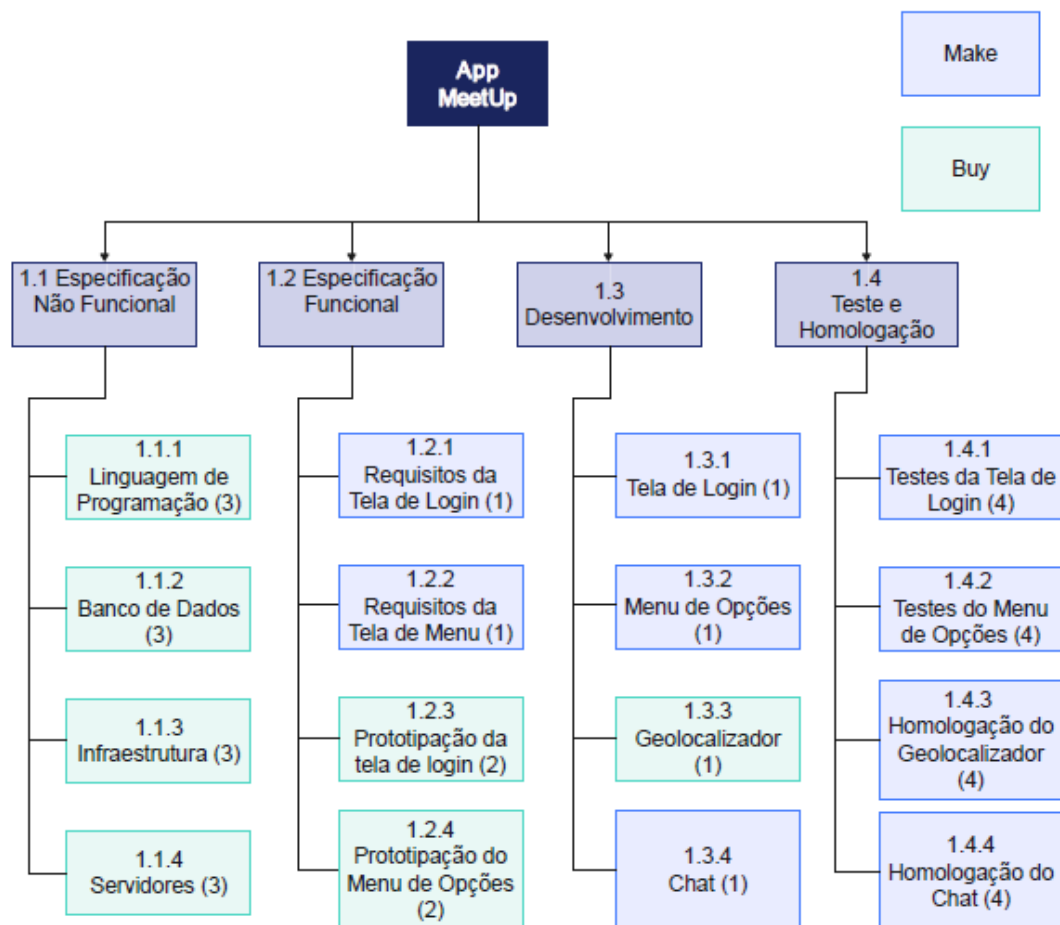 App
MeetUp
Make
Buy
1.1 Especificação
Não Funcional
1.2 Especificação
Funcional
1.3
Desenvolvimento
1.4
Teste e
Homologação
1.1.1
Linguagem de
Programação (3)
1.1.2
Banco de Dados
(3)
1.1.3
Infraestrutura (3)
1.1.4
Servidores (3)
1.2.1
Requisitos da
Tela de Login (1)
1.2.2
Requisitos da
Tela de Menu (1)
1.2.3
Prototipação da
tela de login (2)
1.2.4
Prototipação do
Menu de Opções
(2)
1.3.1
Tela de Login (1)
1.3.2
Menu de Opções
(1)
1.3.3
Geolocalizador
(1)
1.3.4
Chat (1)
1.4.1
Testes da Tela de
Login (4)
1.4.2
Testes do Menu
de Opções (4)
1.4.3
Homologação do
Geolocalizador
(4)
1.4.4
Homologação do
Chat (4)